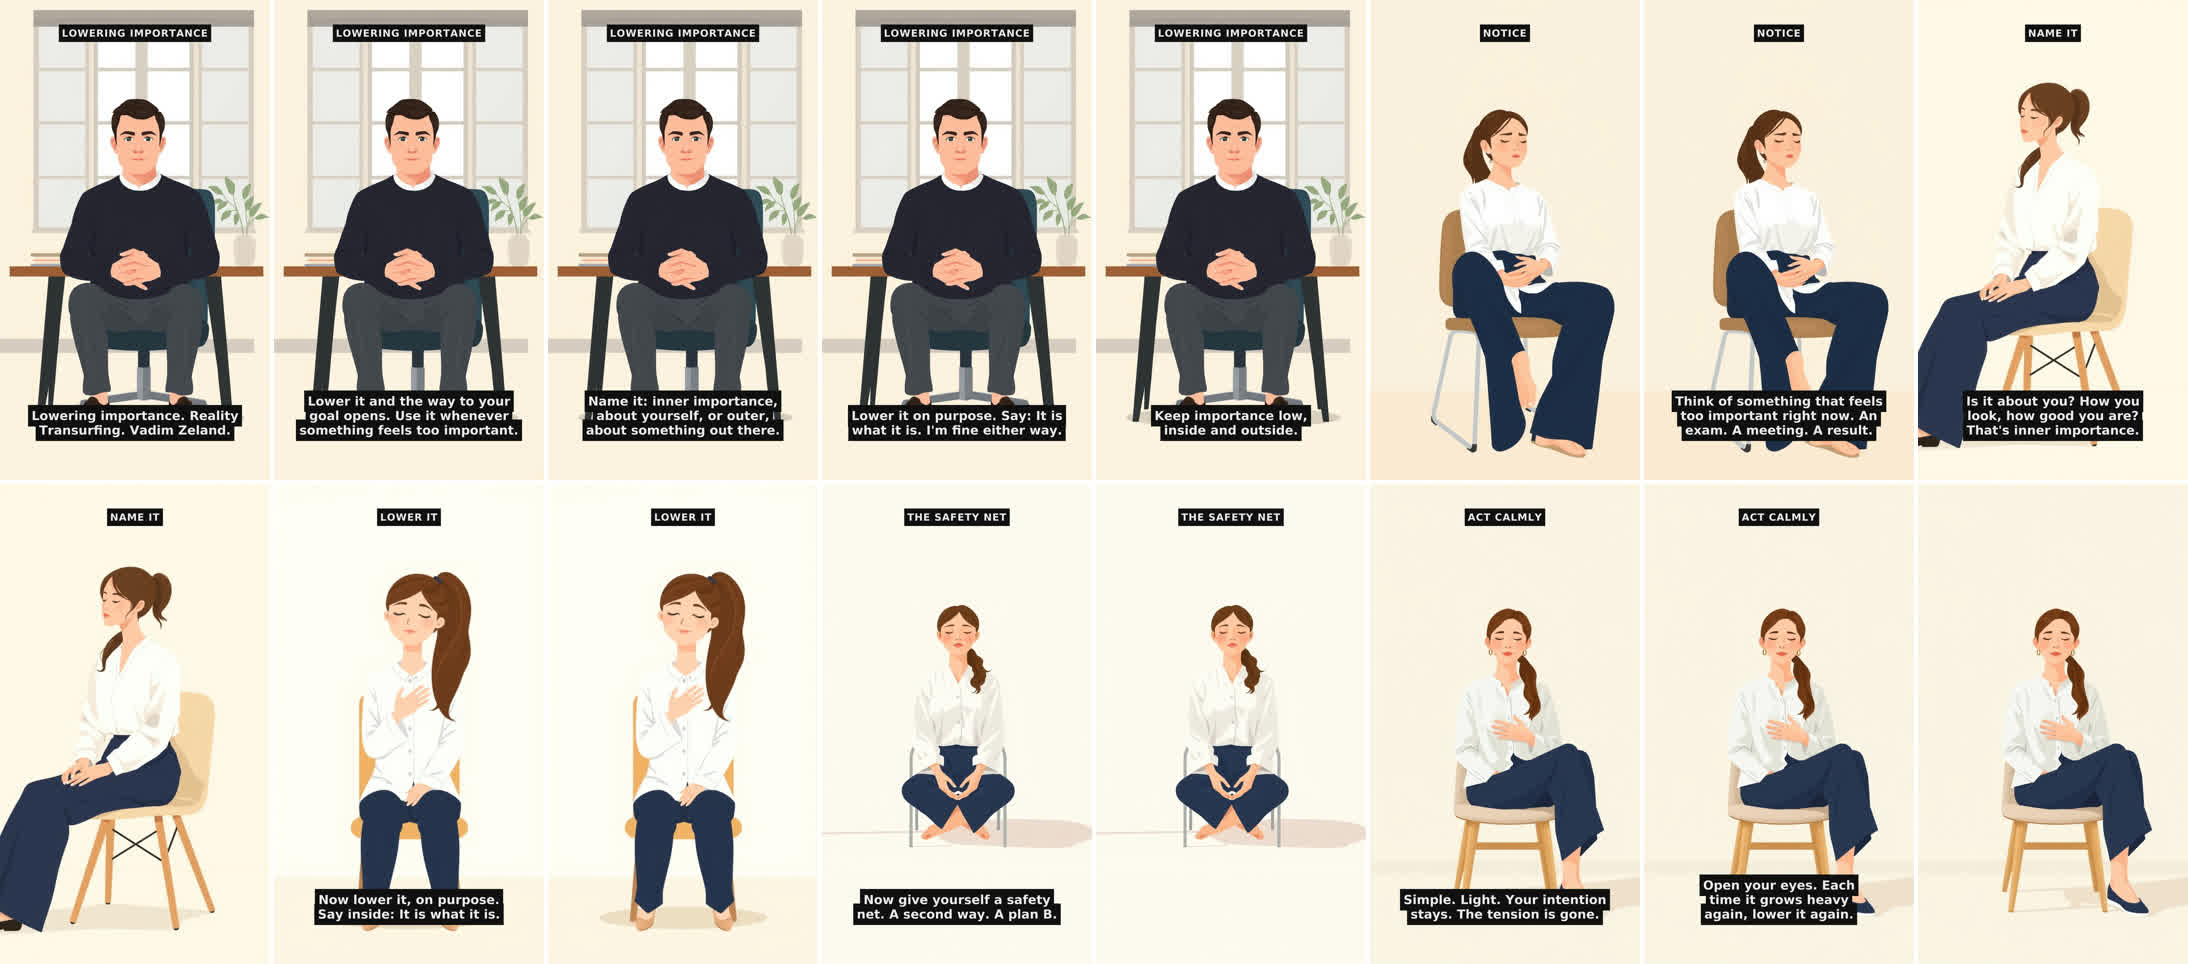 LOWERING IMPORTANCE
Lowering importance. Reality
Transurfing. Vadim Zeland.
LOWERING IMPORTANCE
Lower it and the way to your
goal opens. Use it whenever
something feels too important.
LOWERING IMPORTANCE
Name it: inner importance,
about yourself, or outer,
about something out there.
LOWERING IMPORTANCE
Lower it on purpose. Say: It is
what it is. I'm fine either way.
LOWERING IMPORTANCE
Keep importance low,
inside and outside.
NOTICE
NOTICE
Think of something that feels
too important right now. An
exam. A meeting. A result.
NAME IT
Is it about you? How you
look, how good you are?
That's inner importance.
NAME IT
LOWER IT
Now lower it, on purpose.
Say inside: It is what it is.
LOWER IT
THE SAFETY NET
Now give yourself a safety
net. A second way. A plan B.
THE SAFETY NET
ACT CALMLY
Simple. Light. Your intention
stays. The tension is gone.
ACT CALMLY
Open your eyes. Each
time it grows heavy
again, lower it again.